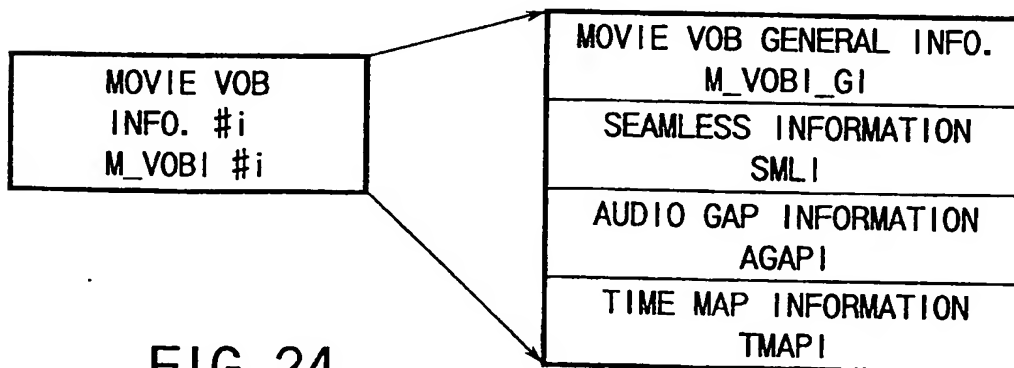 MOVIE VOB
INFO. #i
M_VOBI #i
MOVIE VOB GENERAL INFO.
M_VOBI_GI
SEAMLESS INFORMATION
SMLI
AUDIO GAP INFORMATION
AGAPI
TIME MAP INFORMATION
TMAPI
FIG. 24